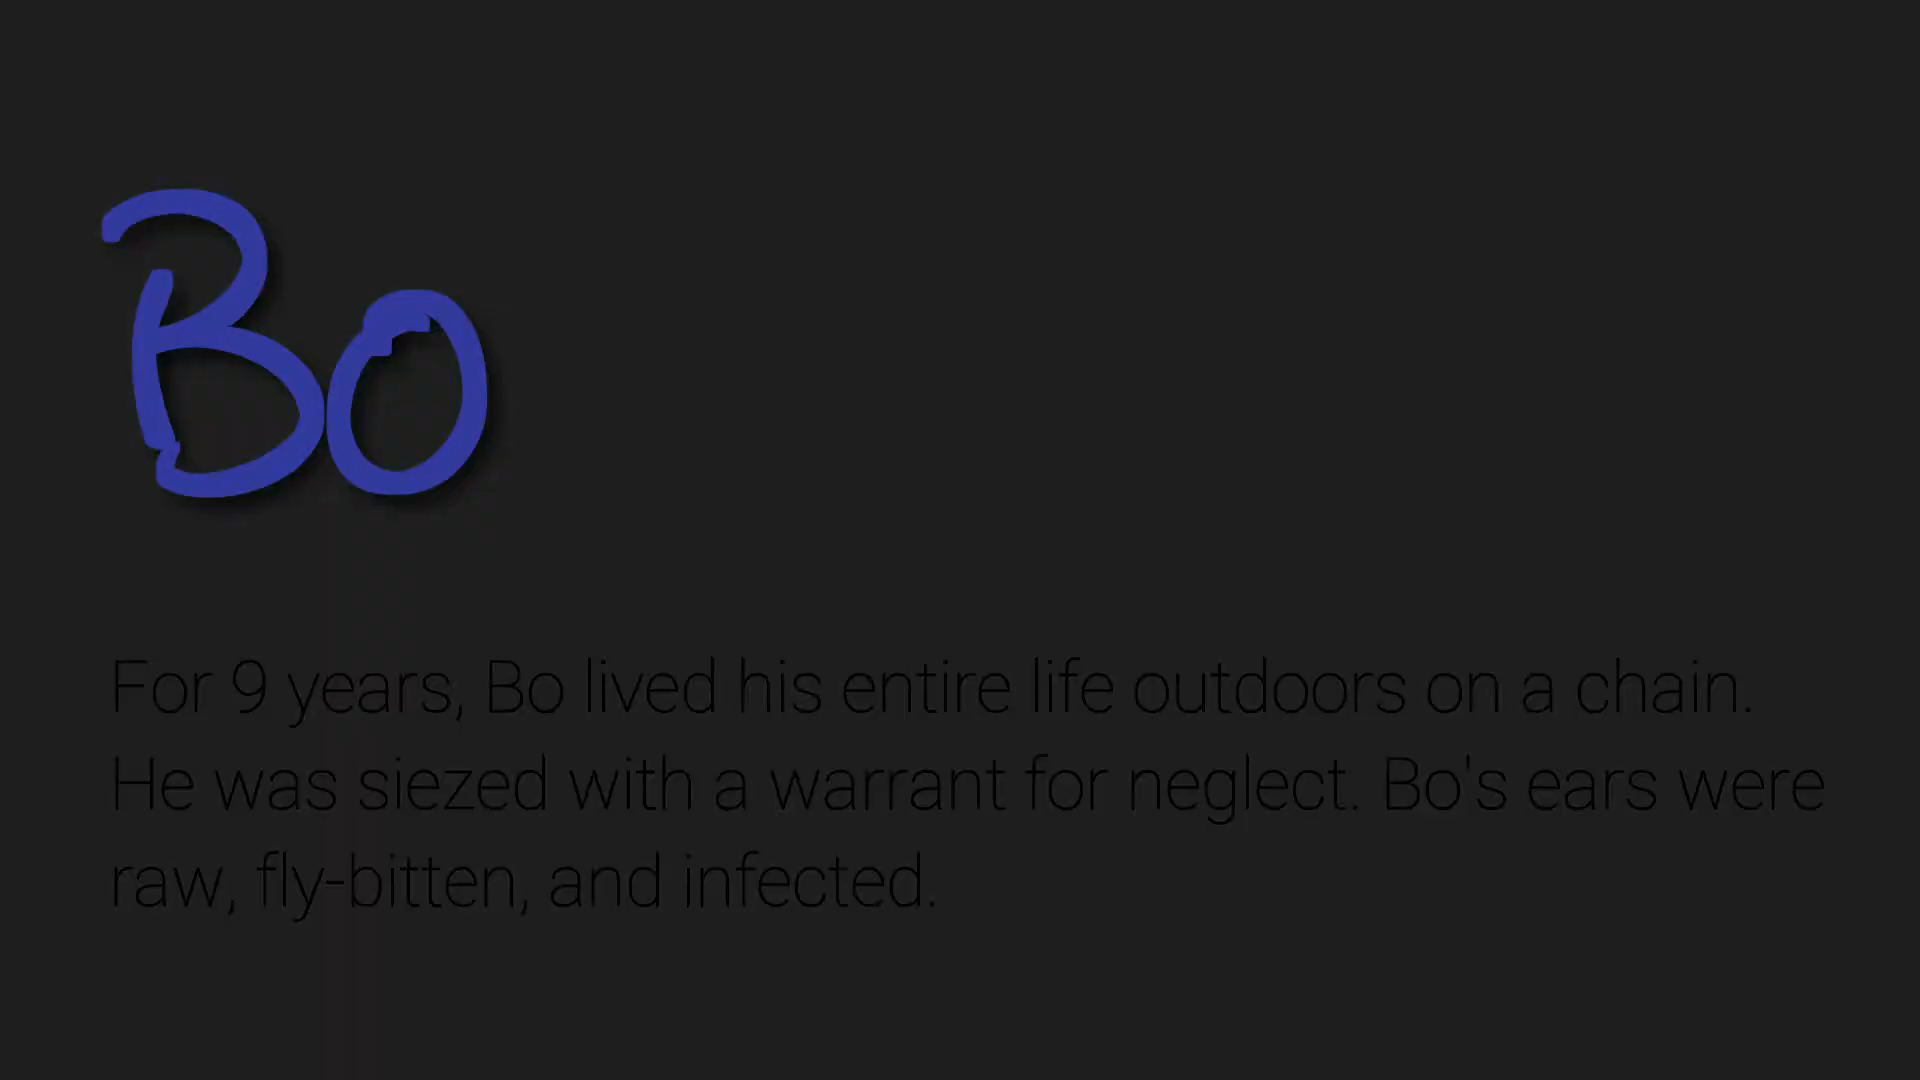 Bo
For 9 years, Bo lived his entire life outdoors on a chain.
He was siezed with a warrant for neglect. Bo's ears were
raw, fly-bitten, and infected.